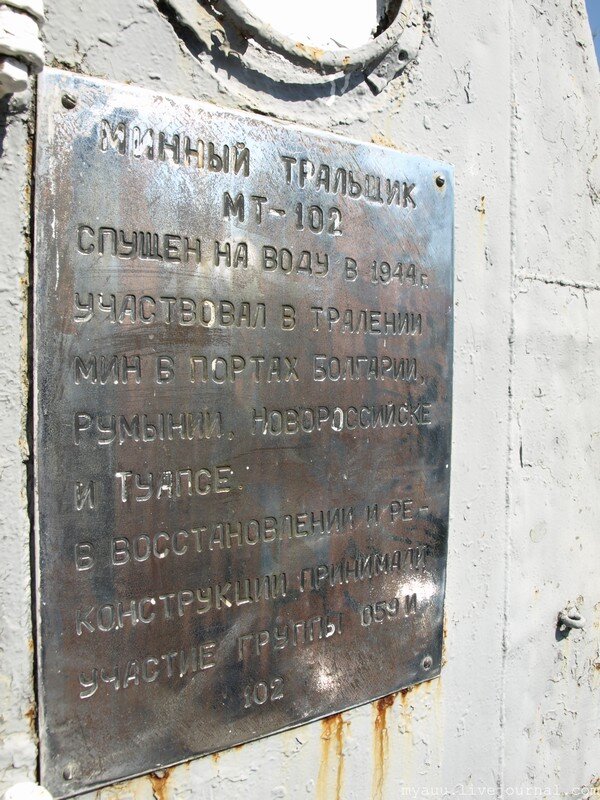 МИННЫЙ ТРАЛЬЩИК
МТ-102
СПУЩЕН НА ВОДУ В 1944г.
УЧАСТВОВАЛ В ТРАЛЕНИИ
МИН В ПОРТАХ БОЛГАРИИ,
РУМЫНИИ, НОВОРОССИЙСКЕ
И ТУАПСЕ.
В ВОССТАНОВЛЕНИИ И РЕ-
КОНСТРУКЦИИ ПРИНИМАЛИ
УЧАСТИЕ ГРУППЫ 059 И
102
myauu.livejournal.com/